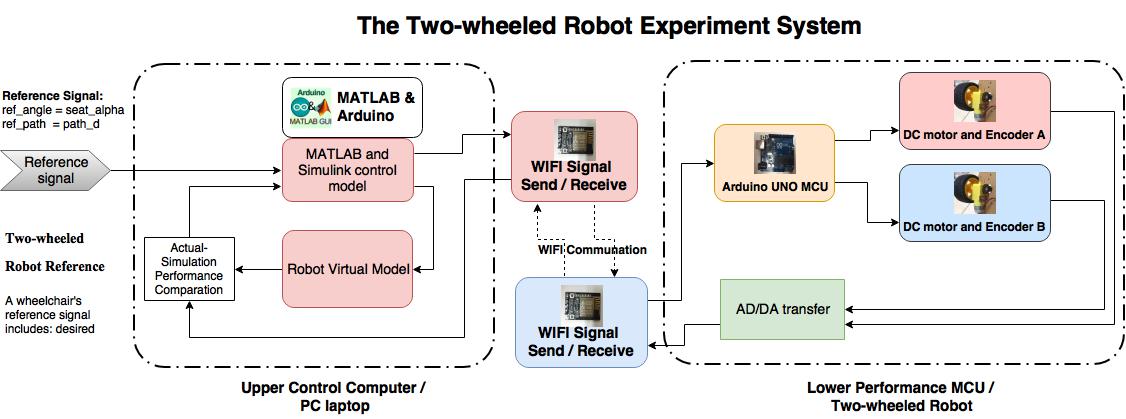 The Two-wheeled Robot Experiment System
Reference Signal:
ref_angle = seat_alpha
ref_path = path_d
Reference
signal
Two-wheeled
Robot Reference
A wheelchair's
reference signal
includes: desired
Arduino
&
MATLAB GUI
MATLAB &
Arduino
MATLAB and
Simulink control
model
Actual-
Simulation
Performance
Comparation
Robot Virtual Model
Upper Control Computer /
PC laptop
WIFI Signal
Send / Receive
WIFI Communation
WIFI Signal
Send / Receive
Arduino UNO MCU
DC motor and Encoder A
DC motor and Encoder B
AD/DA transfer
Lower Performance MCU /
Two-wheeled Robot